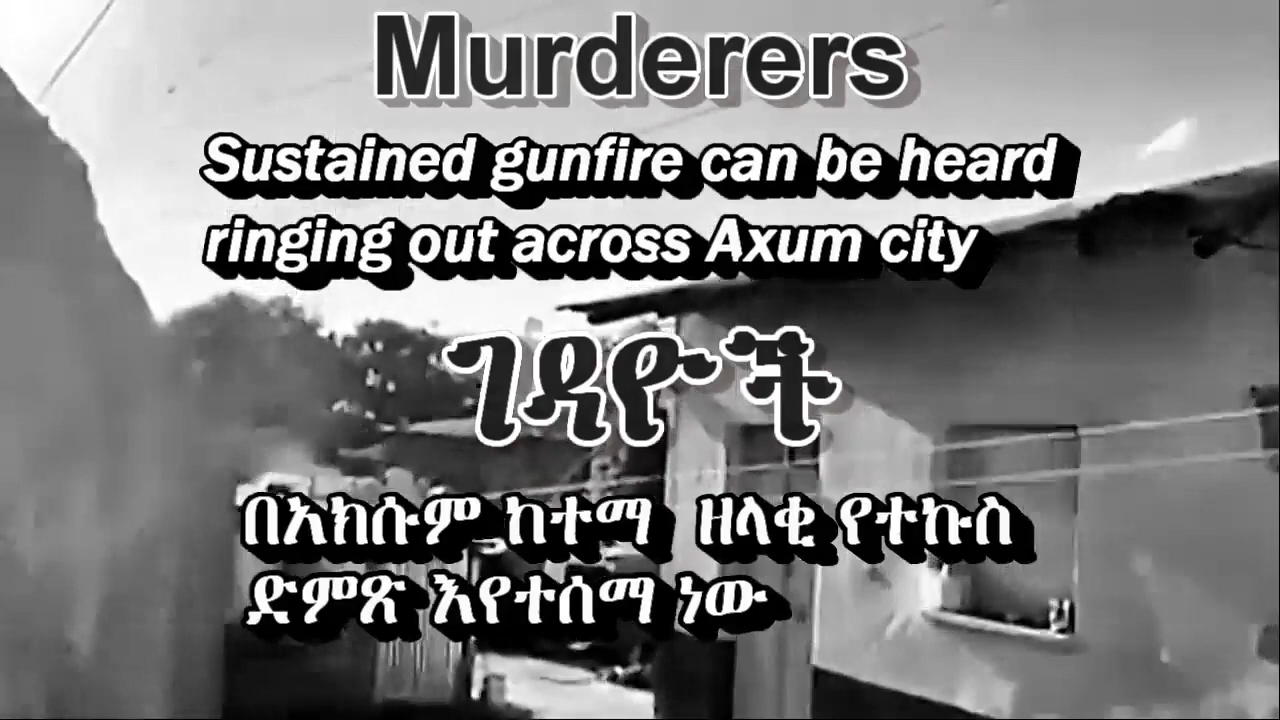 Murderers
Sustained gunfire can be heard
ringing out across Axum city
ገዳዮች
በአክሱም ከተማ ዘላቂ የተኩስ
ድምጽ እየተሰማ ነው